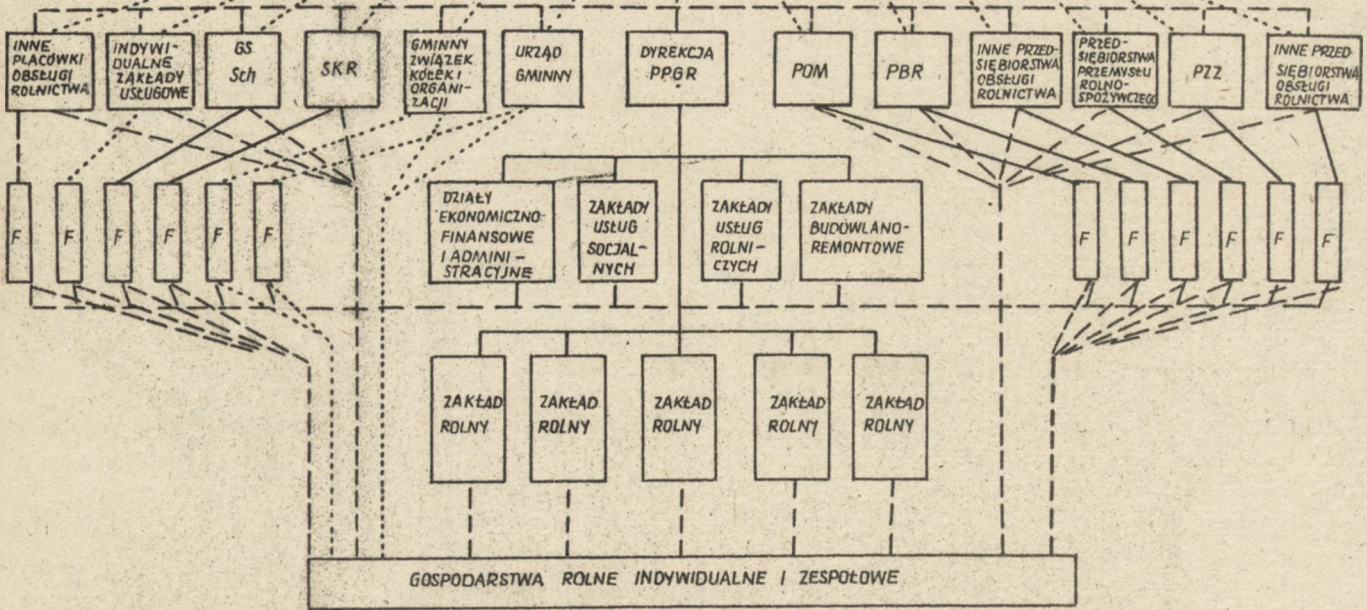 INNE
PLACÓWKI
OBSŁUGI
ROLNICTWA
INDYWI-
DUALNE
ZAKŁADY
USŁUGOWE
GS
Sch
SKR
GMINNY
ZWIĄZEK
KÓŁEK I
ORGANI-
ZACJI
URZĄD
GMINNY
DYREKCJA
PPGR
POM
PBR
INNE PRZED-
SIĘBIORSTWA
OBSŁUGI
ROLNICTWA
PRZED-
SIĘBIORSTWA
PRZEMYSŁU
ROLNO-
SPOŻYWCZEGO
PZZ
INNE PRZED-
SIĘBIORSTWA
OBSŁUGI
ROLNICTWA
F
F
F
F
F
F
DZIAŁY
EKONOMICZNO-
FINANSOWE
I ADMINI-
STRACYJNE
ZAKŁADY
USŁUG
SOCJAL-
NYCH
ZAKŁADY
USŁUG
ROLNI-
CZYCH
ZAKŁADY
BUDOWLANO-
REMONTOWE
F
F
F
F
F
F
ZAKŁAD
ROLNY
ZAKŁAD
ROLNY
ZAKŁAD
ROLNY
ZAKŁAD
ROLNY
ZAKŁAD
ROLNY
GOSPODARSTWA ROLNE INDYWIDUALNE I ZESPOŁOWE